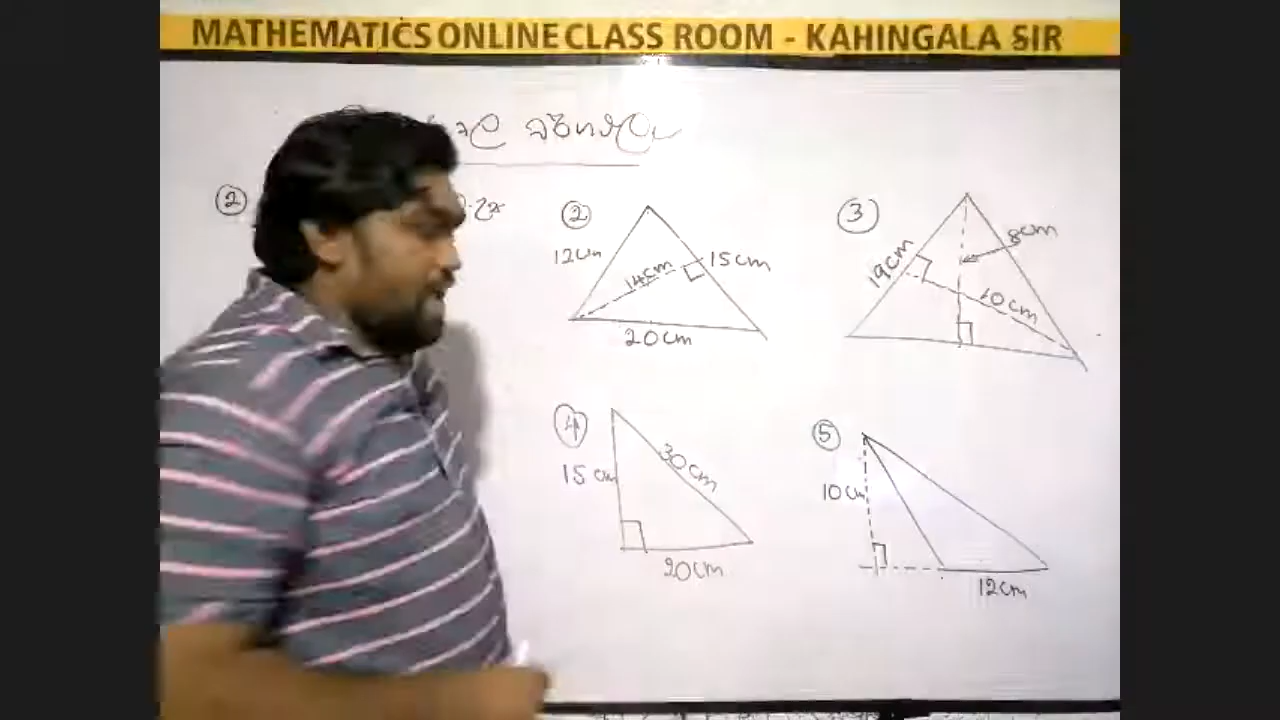 MATHEMATICS ONLINE CLASS ROOM - KAHINGALA SIR
②
②
12cm
14cm
15cm
20cm
③
19cm
8cm
10cm
④
15cm
30cm
20cm
⑤
10cm
12cm